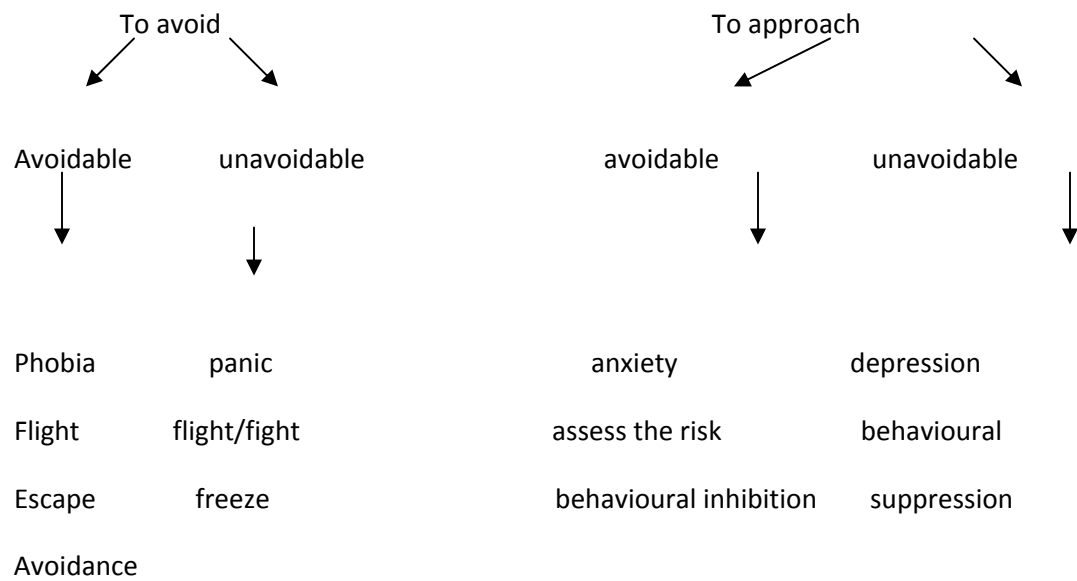 To avoid To approach
Avoidable unavoidable avoidable unavoidable
Phobia panic anxiety depression
Flight flight/fight assess the risk behavioural
Escape freeze behavioural inhibition suppression
Avoidance